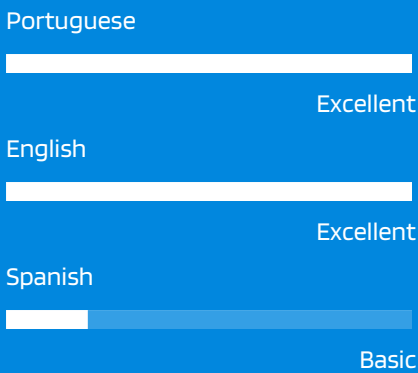 Portuguese
Excellent
English
Excellent
Spanish
Basic